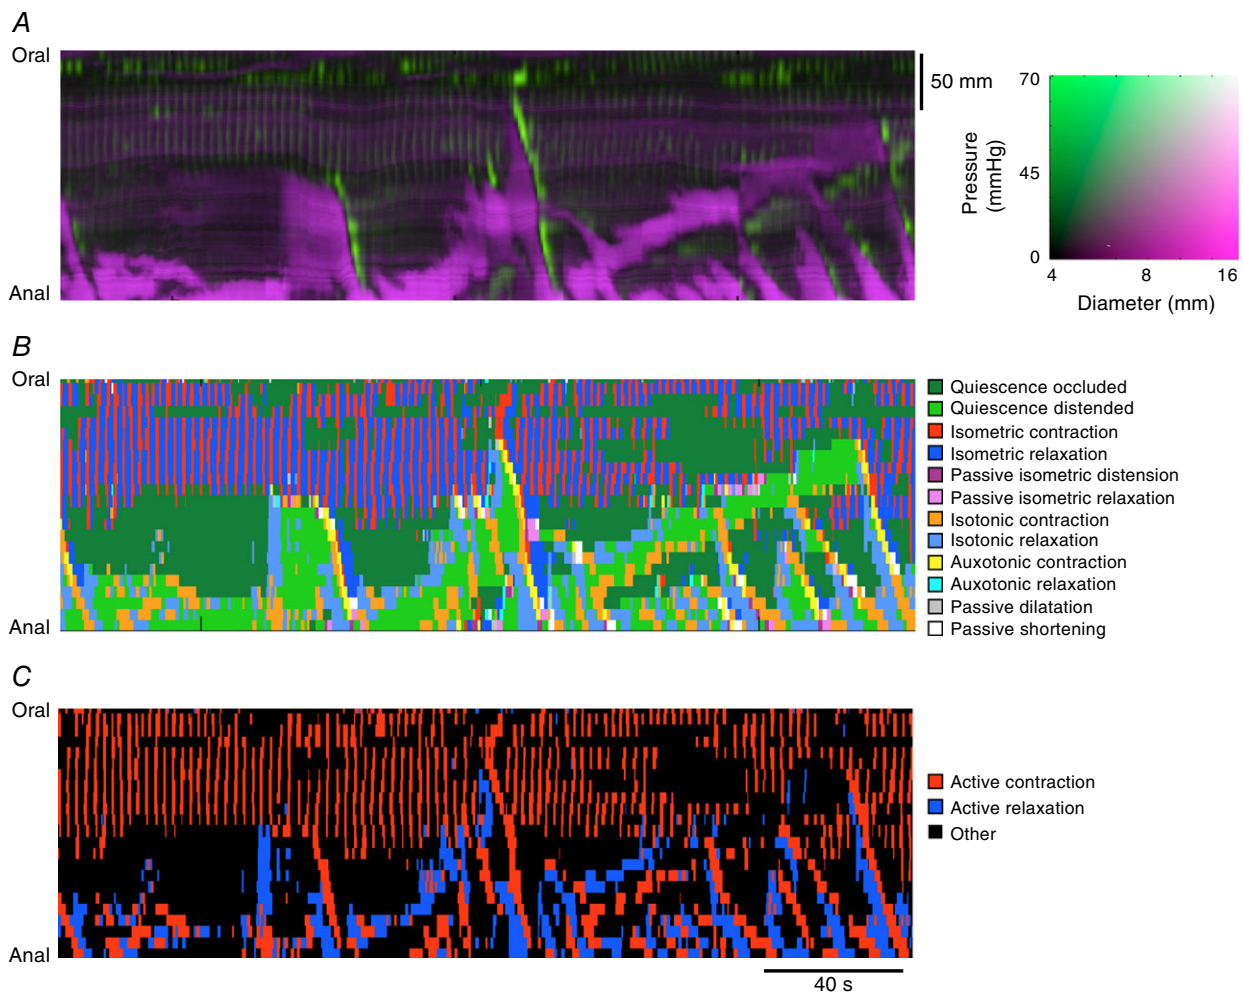 A
Oral
Anal
50 mm
Pressure
(mmHg)
70
45
0
4 8 16
Diameter (mm)
B
Oral
Anal
Quiescence occluded
Quiescence distended
Isometric contraction
Isometric relaxation
Passive isometric distension
Passive isometric relaxation
Isotonic contraction
Isotonic relaxation
Auxotonic contraction
Auxotonic relaxation
Passive dilatation
Passive shortening
C
Oral
Anal
Active contraction
Active relaxation
Other
40 s